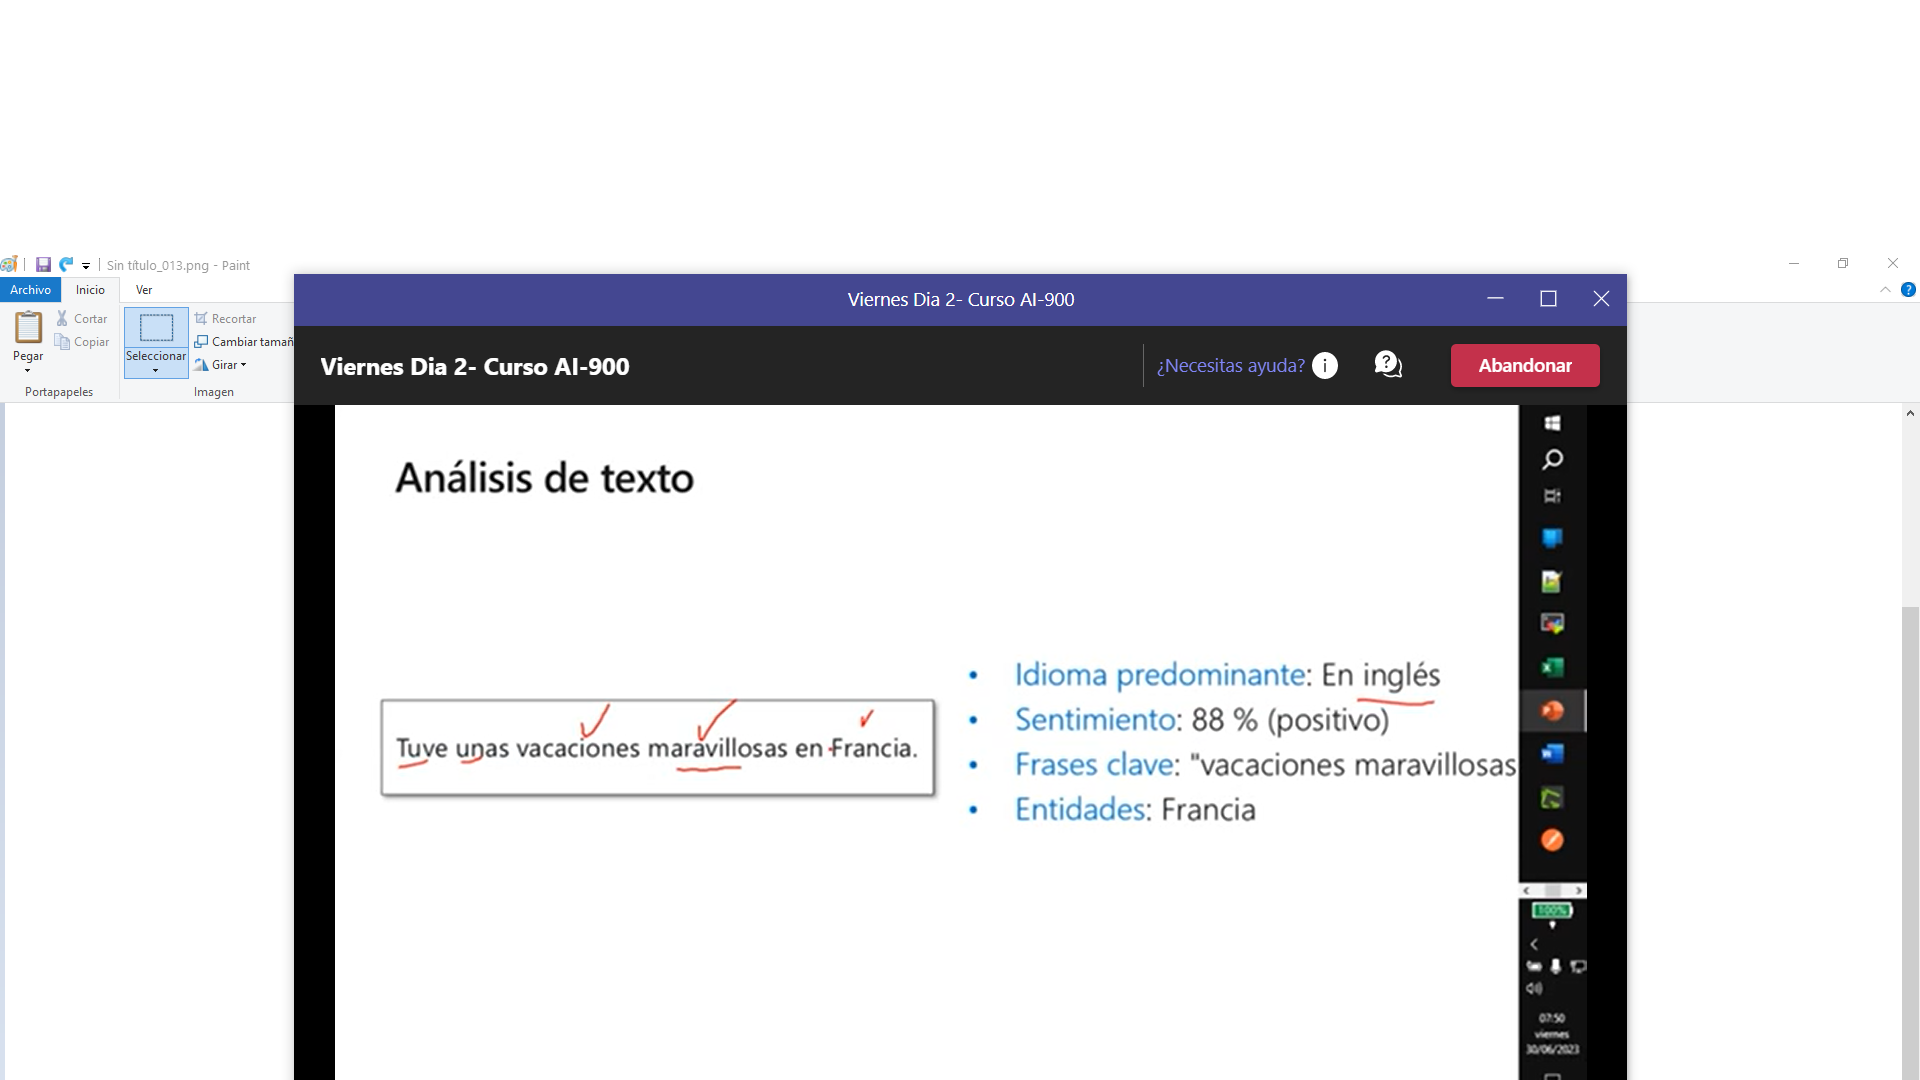 Sin título_013.png - Paint
Archivo Inicio Ver
Pegar
Cortar
Copiar
Portapapeles
Seleccionar
Recortar
Cambiar tamañ
Girar
Imagen
Viernes Dia 2- Curso AI-900
Viernes Dia 2- Curso AI-900
¿Necesitas ayuda?
Abandonar
Análisis de texto
Tuve unas vacaciones maravillosas en Francia.
• Idioma predominante: En inglés
• Sentimiento: 88 % (positivo)
• Frases clave: "vacaciones maravillosas
• Entidades: Francia
100%
07:50
viernes
30/06/2023